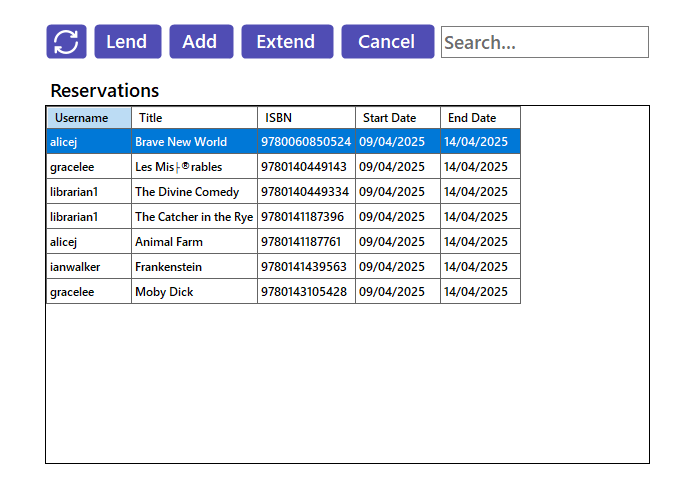 Lend Add Extend Cancel Search...
Reservations
Username Title ISBN Start Date End Date
alicej Brave New World 9780060850524 09/04/2025 14/04/2025
gracelee Les Mis├®rables 9780140449143 09/04/2025 14/04/2025
librarian1 The Divine Comedy 9780140449334 09/04/2025 14/04/2025
librarian1 The Catcher in the Rye 9780141187396 09/04/2025 14/04/2025
alicej Animal Farm 9780141187761 09/04/2025 14/04/2025
ianwalker Frankenstein 9780141439563 09/04/2025 14/04/2025
gracelee Moby Dick 9780143105428 09/04/2025 14/04/2025